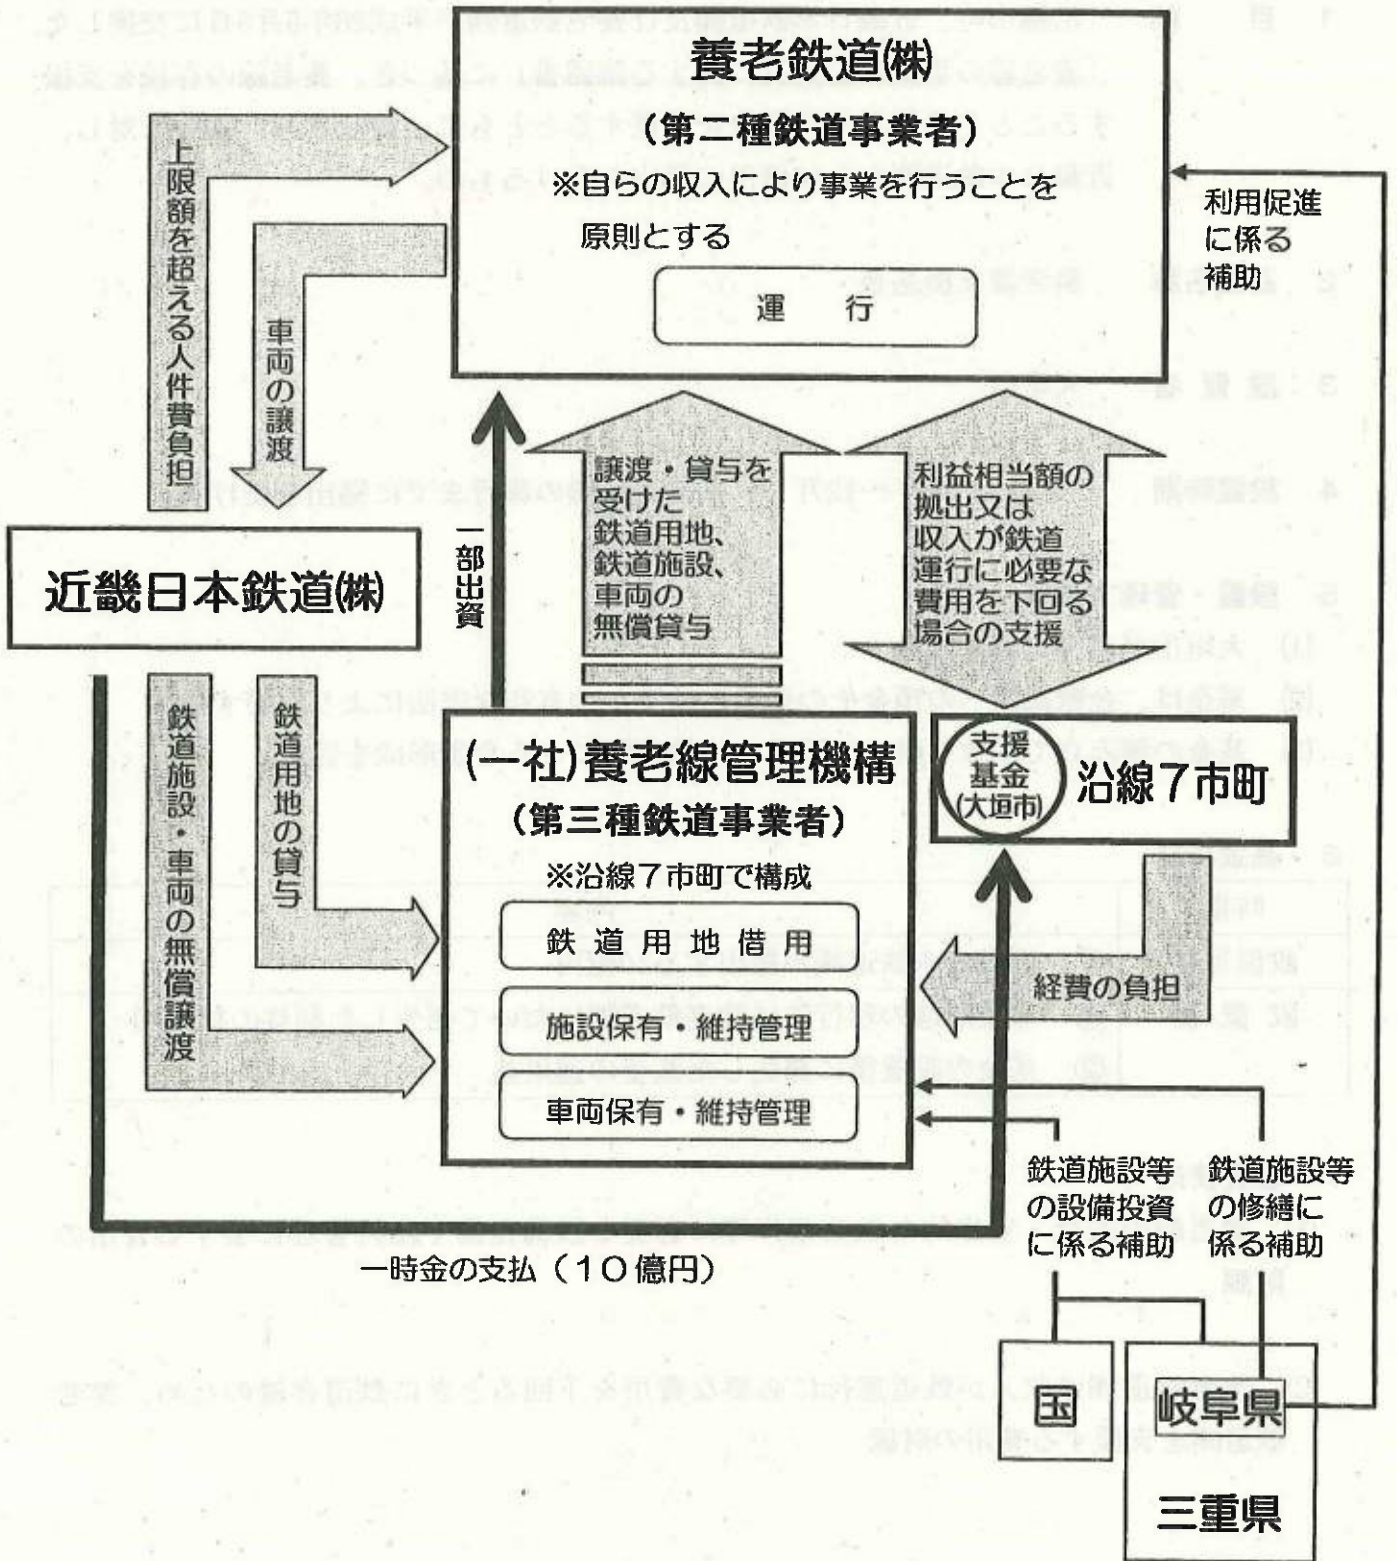 養老鉄道㈱
(第二種鉄道事業者)
※自らの収入により事業を行うことを
原則とする
運 行
上限額を超える人件費負担
車両の譲渡
利用促進
に係る
補助
近畿日本鉄道㈱
一部出資
譲渡・貸与を
受けた
鉄道用地、
鉄道施設、
車両の
無償貸与
利益相当額の
拠出又は
収入が鉄道
運行に必要な
費用を下回る
場合の支援
鉄道施設・車両の無償譲渡
鉄道用地の貸与
(一社)養老線管理機構
(第三種鉄道事業者)
※沿線7市町で構成
鉄道用地借用
施設保有・維持管理
車両保有・維持管理
支援
基金
(大垣市)
沿線7市町
経費の負担
一時金の支払(10億円)
鉄道施設等
の設備投資
に係る補助
鉄道施設等
の修繕に
係る補助
国
岐阜県
三重県